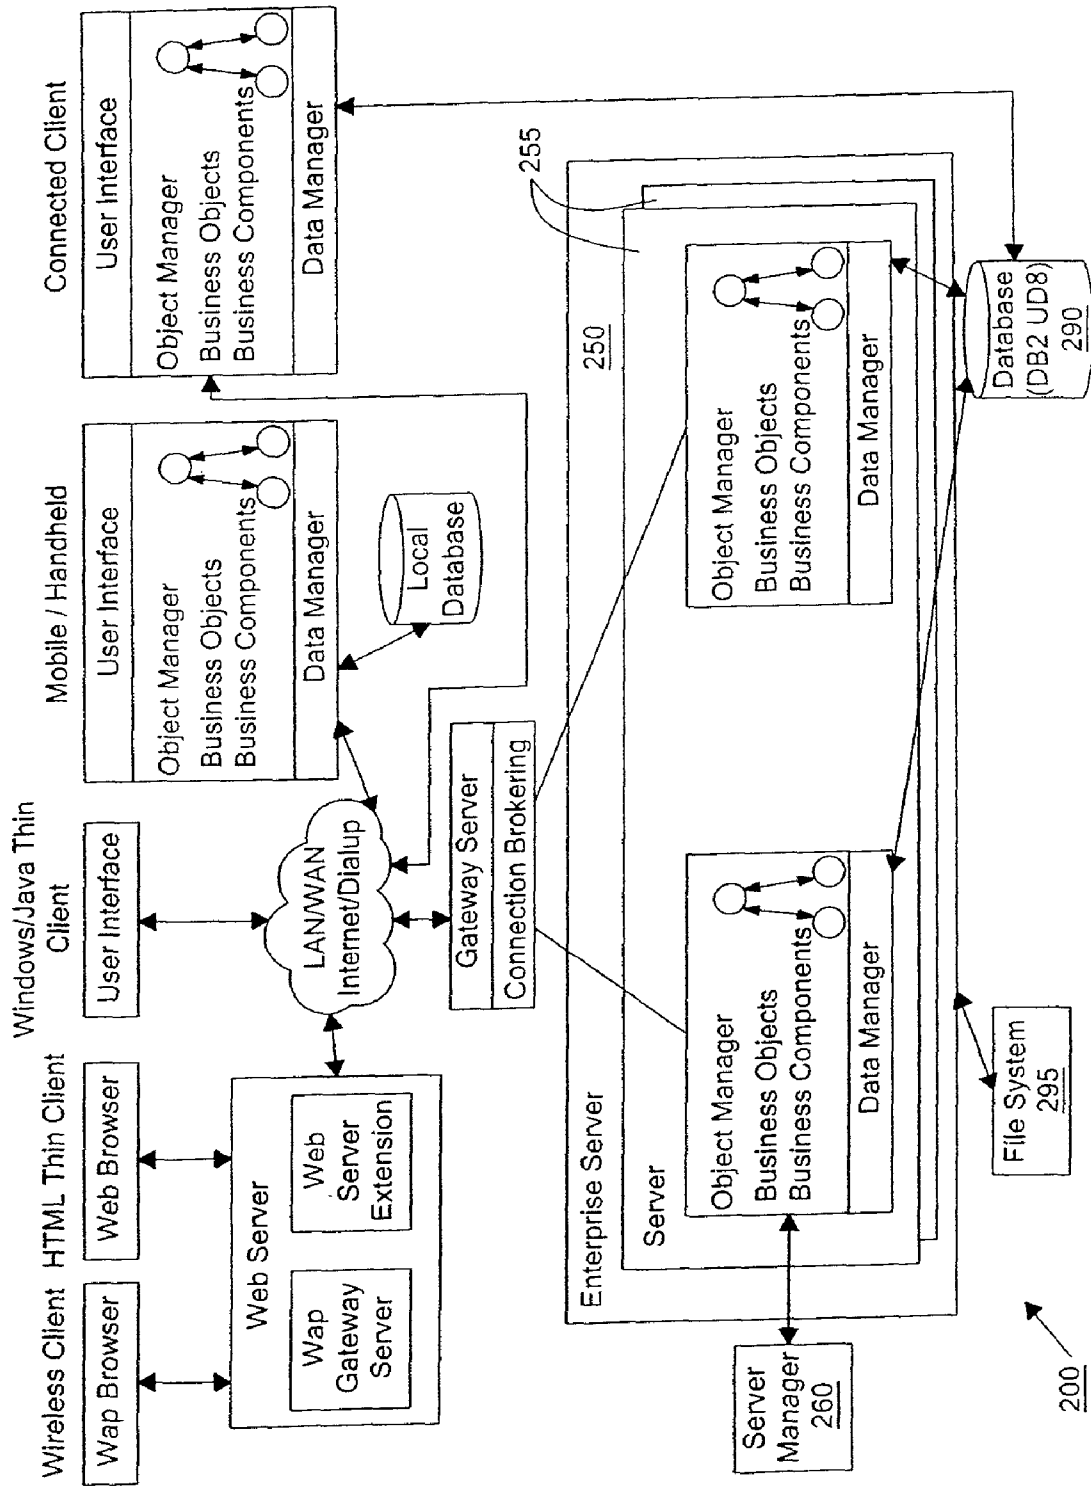 Wireless Client
HTML Thin Client
Windows/Java Thin
Client
Mobile / Handheld
Connected Client
Wap Browser
Web Browser
User Interface
User Interface
Object Manager
Business Objects
Business Components
Data Manager
User Interface
Object Manager
Business Objects
Business Components
Data Manager
Web Server
Wap
Gateway
Server
Web
Server
Extension
LAN/WAN
Internet/Dialup
Local
Database
Gateway Server
Connection Brokering
255
Enterprise Server
250
Server
Object Manager
Business Objects
Business Components
Data Manager
Object Manager
Business Objects
Business Components
Data Manager
Server
Manager
260
File System
295
Database
(DB2 UD8)
290
200